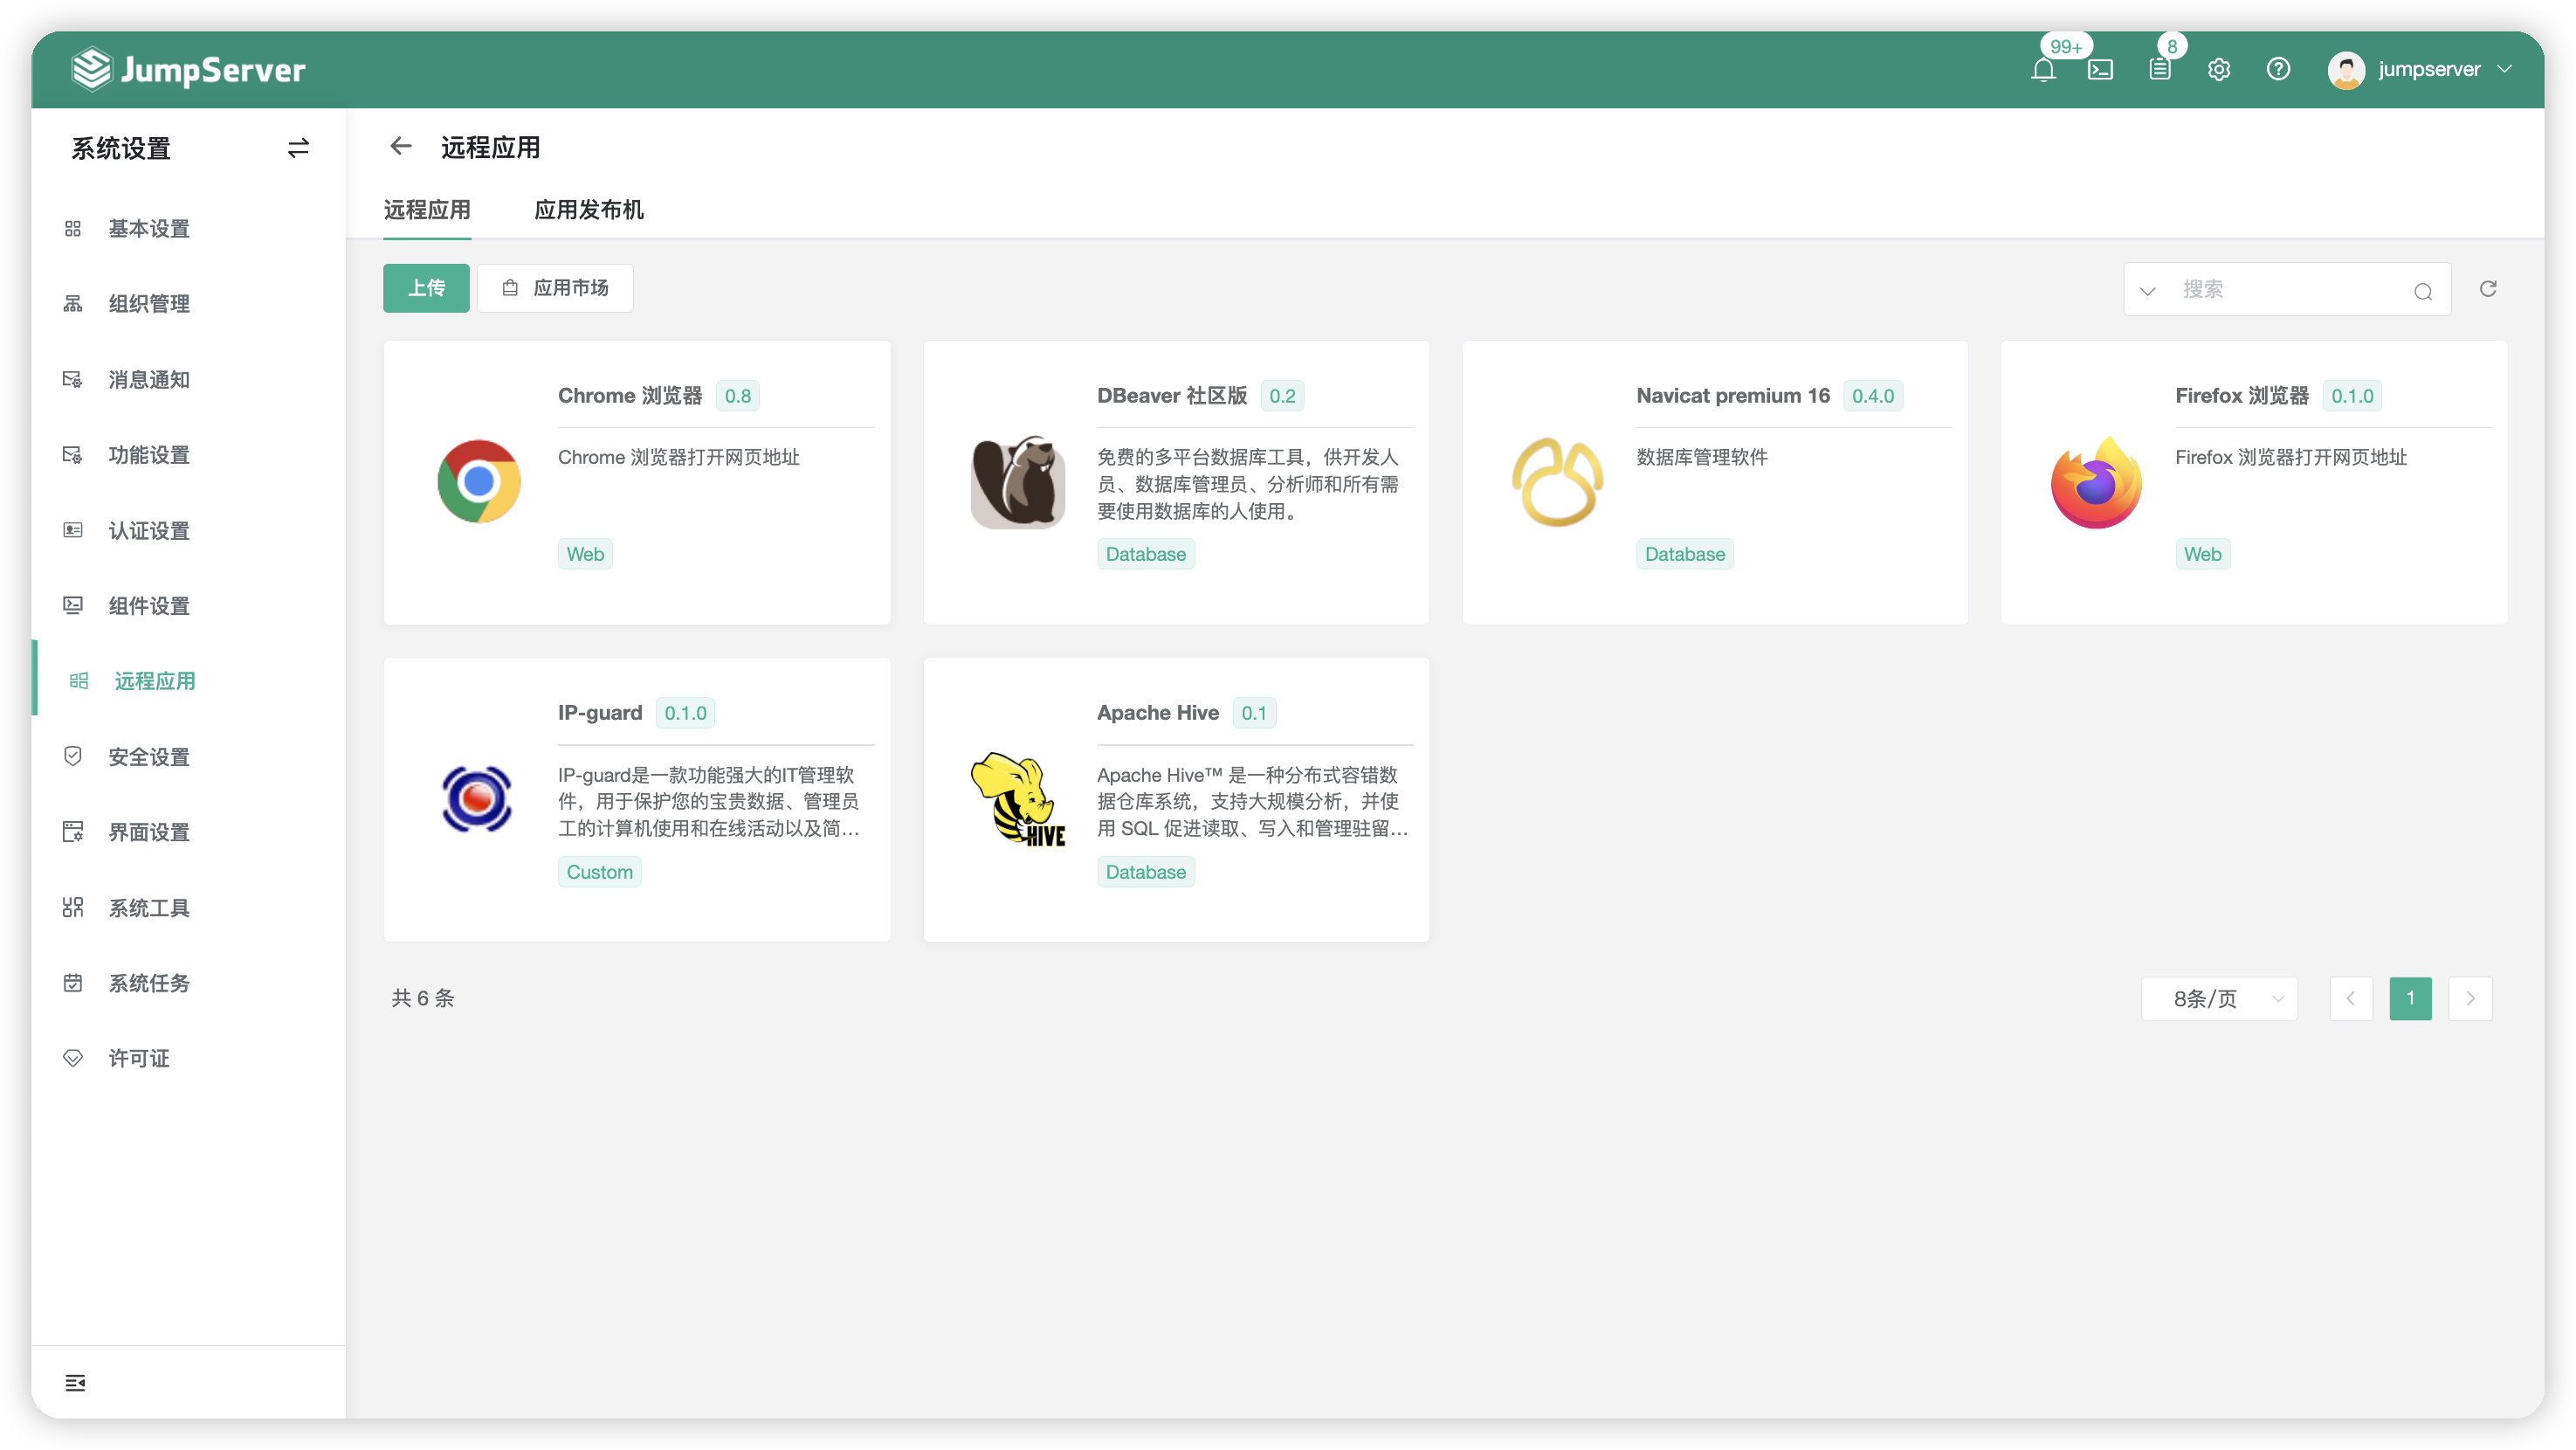 JumpServer
99+
8
jumpserver
系统设置
基本设置
组织管理
消息通知
功能设置
认证设置
组件设置
远程应用
安全设置
界面设置
系统工具
系统任务
许可证
远程应用
远程应用 应用发布机
上传 应用市场
搜索
Chrome 浏览器 0.8
Chrome 浏览器打开网页地址
Web
DBeaver 社区版 0.2
免费的多平台数据库工具，供开发人
员、数据库管理员、分析师和所有需
要使用数据库的人使用。
Database
Navicat premium 16 0.4.0
数据库管理软件
Database
Firefox 浏览器 0.1.0
Firefox 浏览器打开网页地址
Web
IP-guard 0.1.0
IP-guard是一款功能强大的IT管理软
件，用于保护您的宝贵数据、管理员
工的计算机使用和在线活动以及简...
Custom
HIVE
Apache Hive 0.1
Apache Hive™ 是一种分布式容错数
据仓库系统，支持大规模分析，并使
用 SQL 促进读取、写入和管理驻留...
Database
共 6 条
8条/页
1